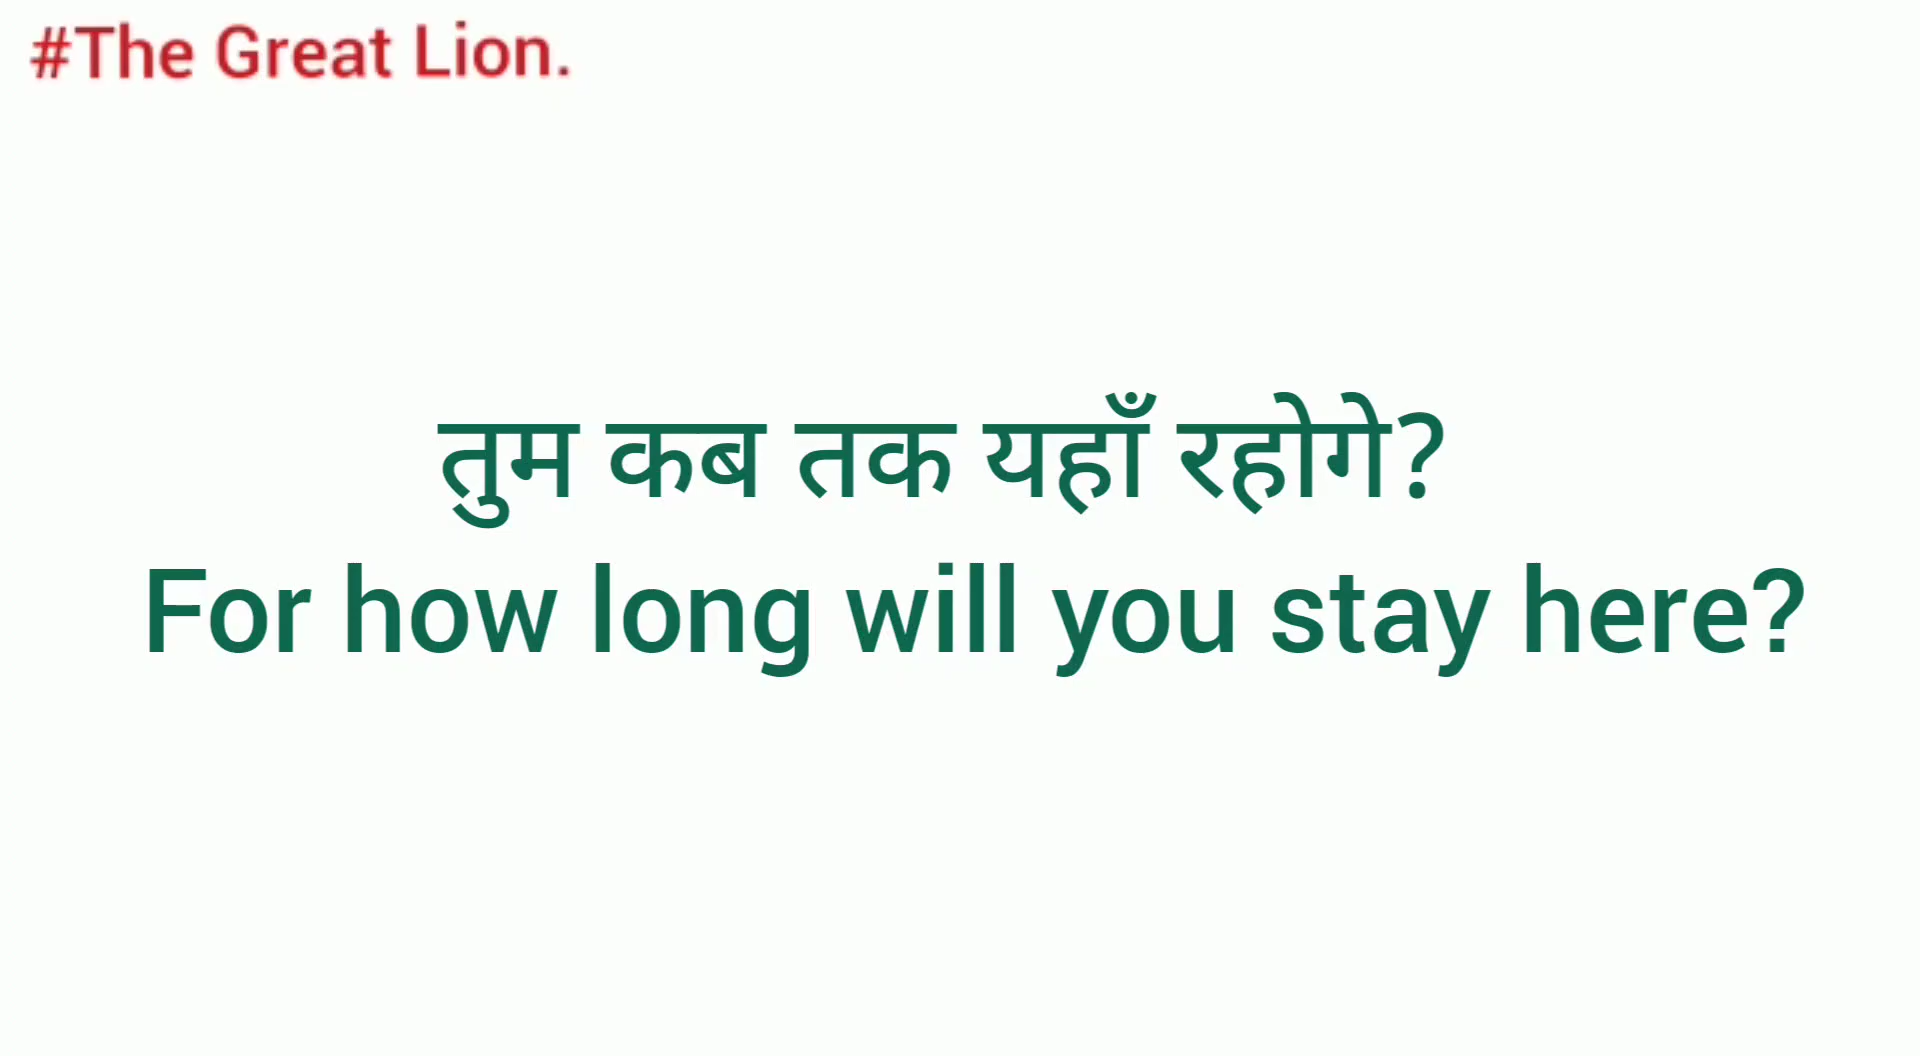 #The Great Lion.
तुम कब तक यहाँ रहोगे?
For how long will you stay here?